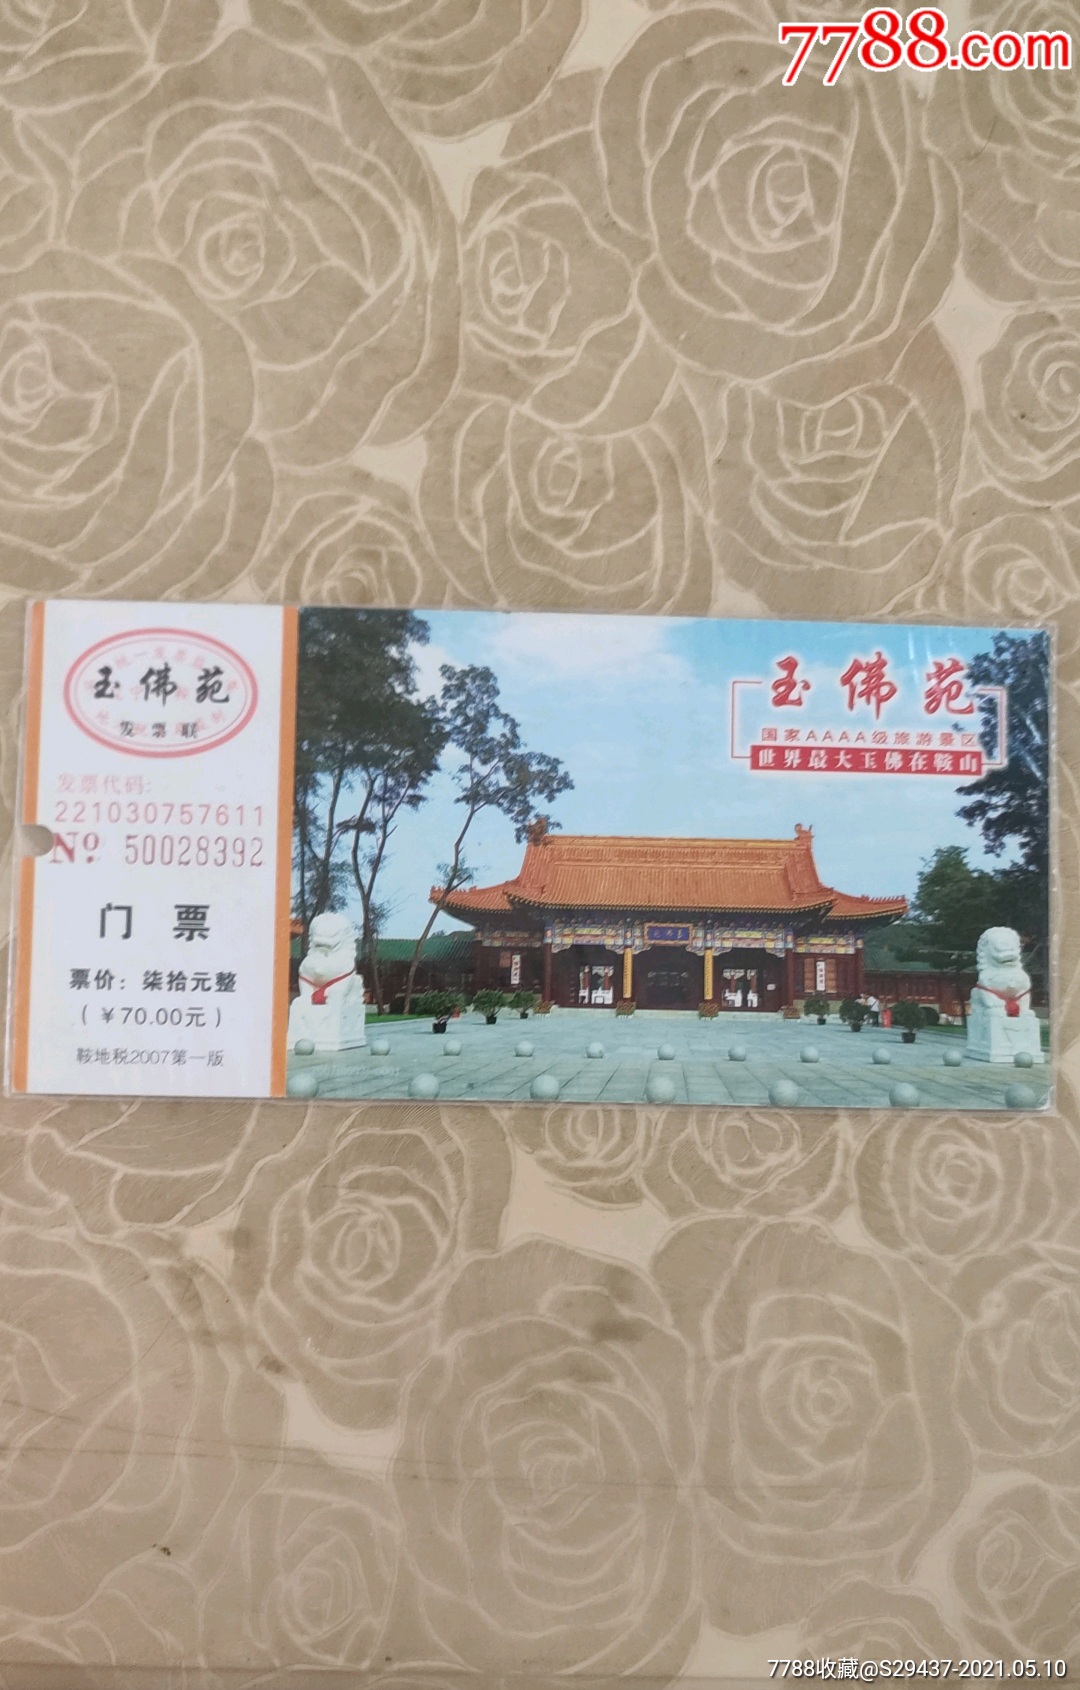 7788.com
玉佛苑
发票联
发票代码:
221030757611
Nº 50028392
门 票
票价：柒拾元整
（￥70.00元）
鞍地税2007第一版
玉佛苑
国家AAAA级旅游景区
世界最大玉佛在鞍山
7788收藏@S29437-2021.05.10